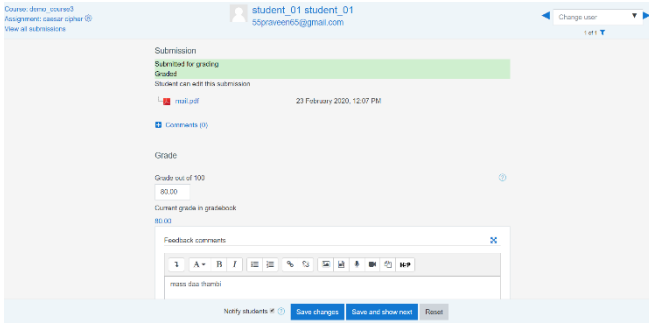 Course: demo_course3
Assignment: caesar cipher
View all submissions
student_01 student_01
55praveen65@gmail.com
Change user
1 of 1
Submission
Submitted for grading
Graded
Student can edit this submission
mail.pdf 23 February 2020, 12:07 PM
Comments (0)
Grade
Grade out of 100
80.00
Current grade in gradebook
80.00
Feedback comments
A B I H-P
mass daa thambi
Notify students Save changes Save and show next Reset